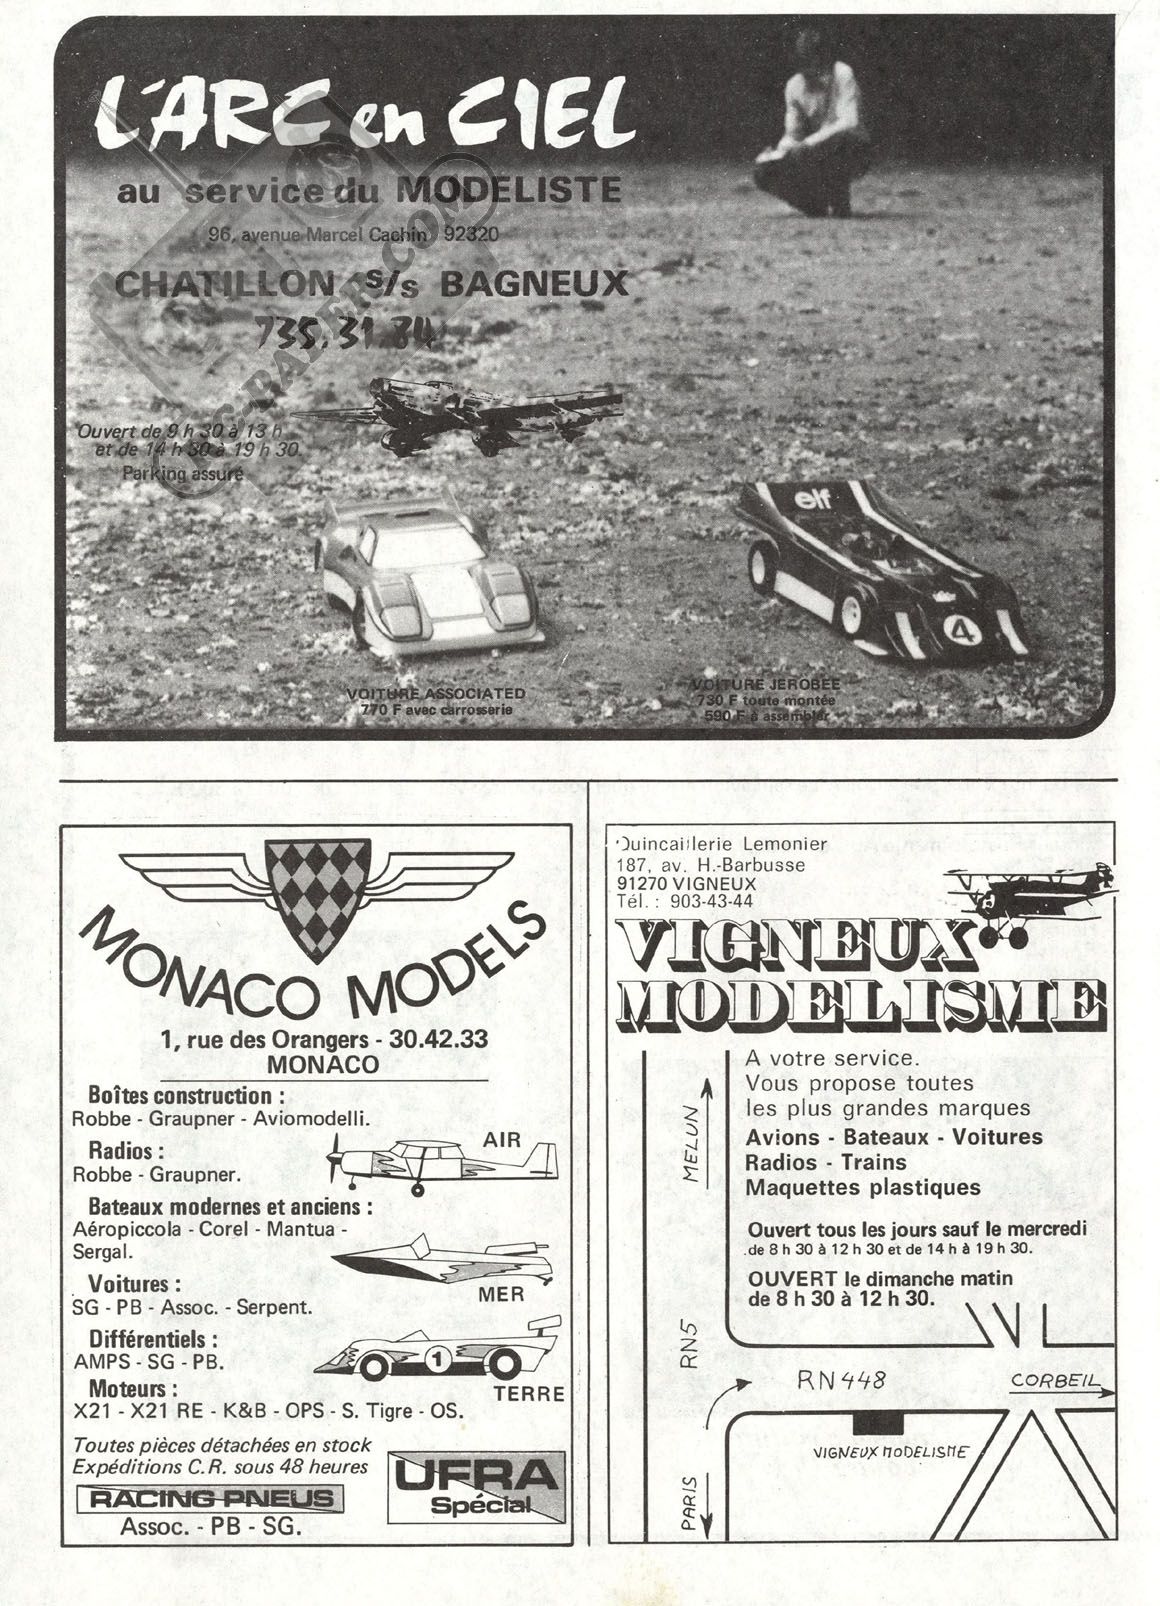 L'ARC en CIEL
au service du MODELISTE
96, avenue Marcel Cachin 92320
CHATILLON s/s BAGNEUX
735.31.84
RC-RACER.COM
Ouvert de 9 h 30 à 13 h
et de 14 h 30 à 19 h 30.
Parking assuré
elf
4
VOITURE ASSOCIATED
770 F avec carrosserie
VOITURE JEROBEE
730 F toute montée
590 F à assembler
MONACO MODELS
1, rue des Orangers - 30.42.33
MONACO
Boîtes construction :
Robbe - Graupner - Aviomodelli.
Radios :
Robbe - Graupner.
AIR
Bateaux modernes et anciens :
Aéropiccola - Corel - Mantua -
Sergal.
MER
Voitures :
SG - PB - Assoc. - Serpent.
Différentiels :
AMPS - SG - PB.
1
TERRE
Moteurs :
X21 - X21 RE - K&B - OPS - S. Tigre - OS.
Toutes pièces détachées en stock
Expéditions C.R. sous 48 heures
RACING PNEUS
Assoc. - PB - SG.
UFRA
Spécial
Quincaillerie Lemonier
187, av. H.-Barbusse
91270 VIGNEUX
Tél. : 903-43-44
VIGNEUX
MODELISME
A votre service.
Vous propose toutes
les plus grandes marques
Avions - Bateaux - Voitures
Radios - Trains
Maquettes plastiques
Ouvert tous les jours sauf le mercredi
de 8 h 30 à 12 h 30 et de 14 h à 19 h 30.
OUVERT le dimanche matin
de 8 h 30 à 12 h 30.
MELUN
RN5
RN 448
CORBEIL
VIGNEUX MODELISME
PARIS